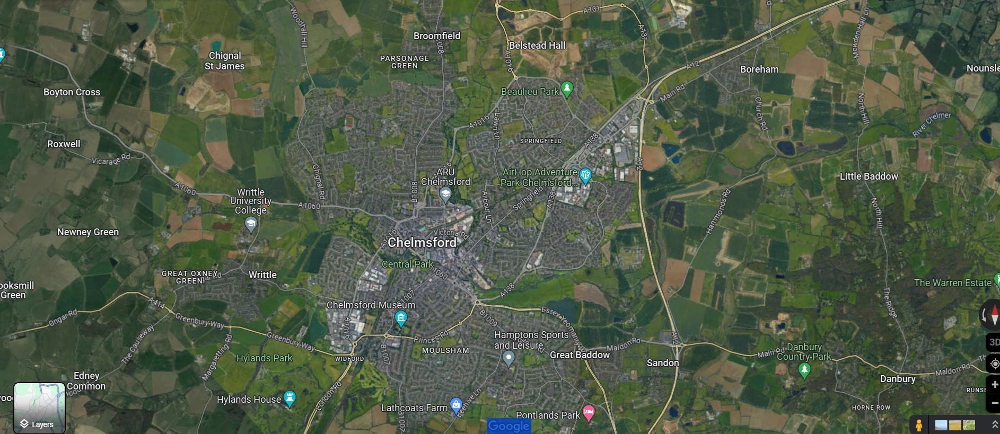 A131
Woodhall Hill
Broomfield
Belstead Hall
A131
Mowden Hall Ln
Chignal
St James
PARSONAGE
GREEN
A1016
A12
Boreham
Nounsle
Boyton Cross
Beaulieu Park
Main Rd
Church Rd
North Hill
River Chelmer
A1016
Lawn Ln
SPRINGFIELD
A138
A12
Roxwell
Vicarage Rd
Chignal Rd
ARU
Chelmsford
AirHop Adventure
Park Chelmsford...
Little Baddow
A1060
Writtle
University
College
A1060
B1008
Arbour Ln
Springfield
A138
Hammonds Rd
North Hill
Newney Green
A1016
Victoria Rd
Chelmsford
Central Park
A1060
GREAT OXNEY
GREEN
Writtle
ooksmill
Green
The Warren Estate
A138
The Ridge
A414
Ongar Rd
Greenbury Way
Chelmsford Museum
Essex Yeomanry W
B1009
A1016
Princes Rd
Hamptons Sports
and Leisure
The Causeway
Margaretting Rd
Greenbury Way
MOULSHAM
Great Baddow
Maldon Rd
A12
Main Rd
Danbury
Country Park
3D
Hylands Park
WIDFORD
B1007
Sandon
Maldon Rd
Edney
Common
Danbury
RUNSE
London Rd
Hylands House
Lathcoats Farm
Beehive Ln
Pontlands Park
HORNE ROW
B1007
Layers
Google